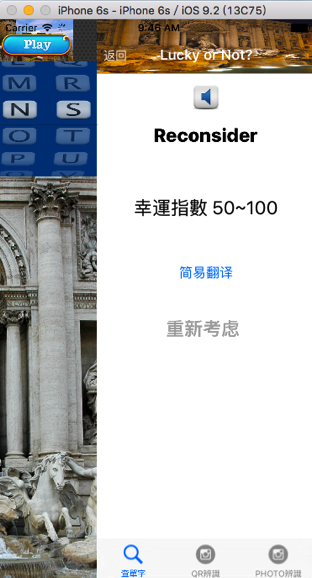 iPhone 6s - iPhone 6s / iOS 9.2 (13C75)
Carrier 9:46 AM
Play
返回 Lucky or Not?
M R
N S
O T
P U
Reconsider
幸運指數 50~100
简易翻译
重新考虑
查單字 QR辨識 PHOTO辨識